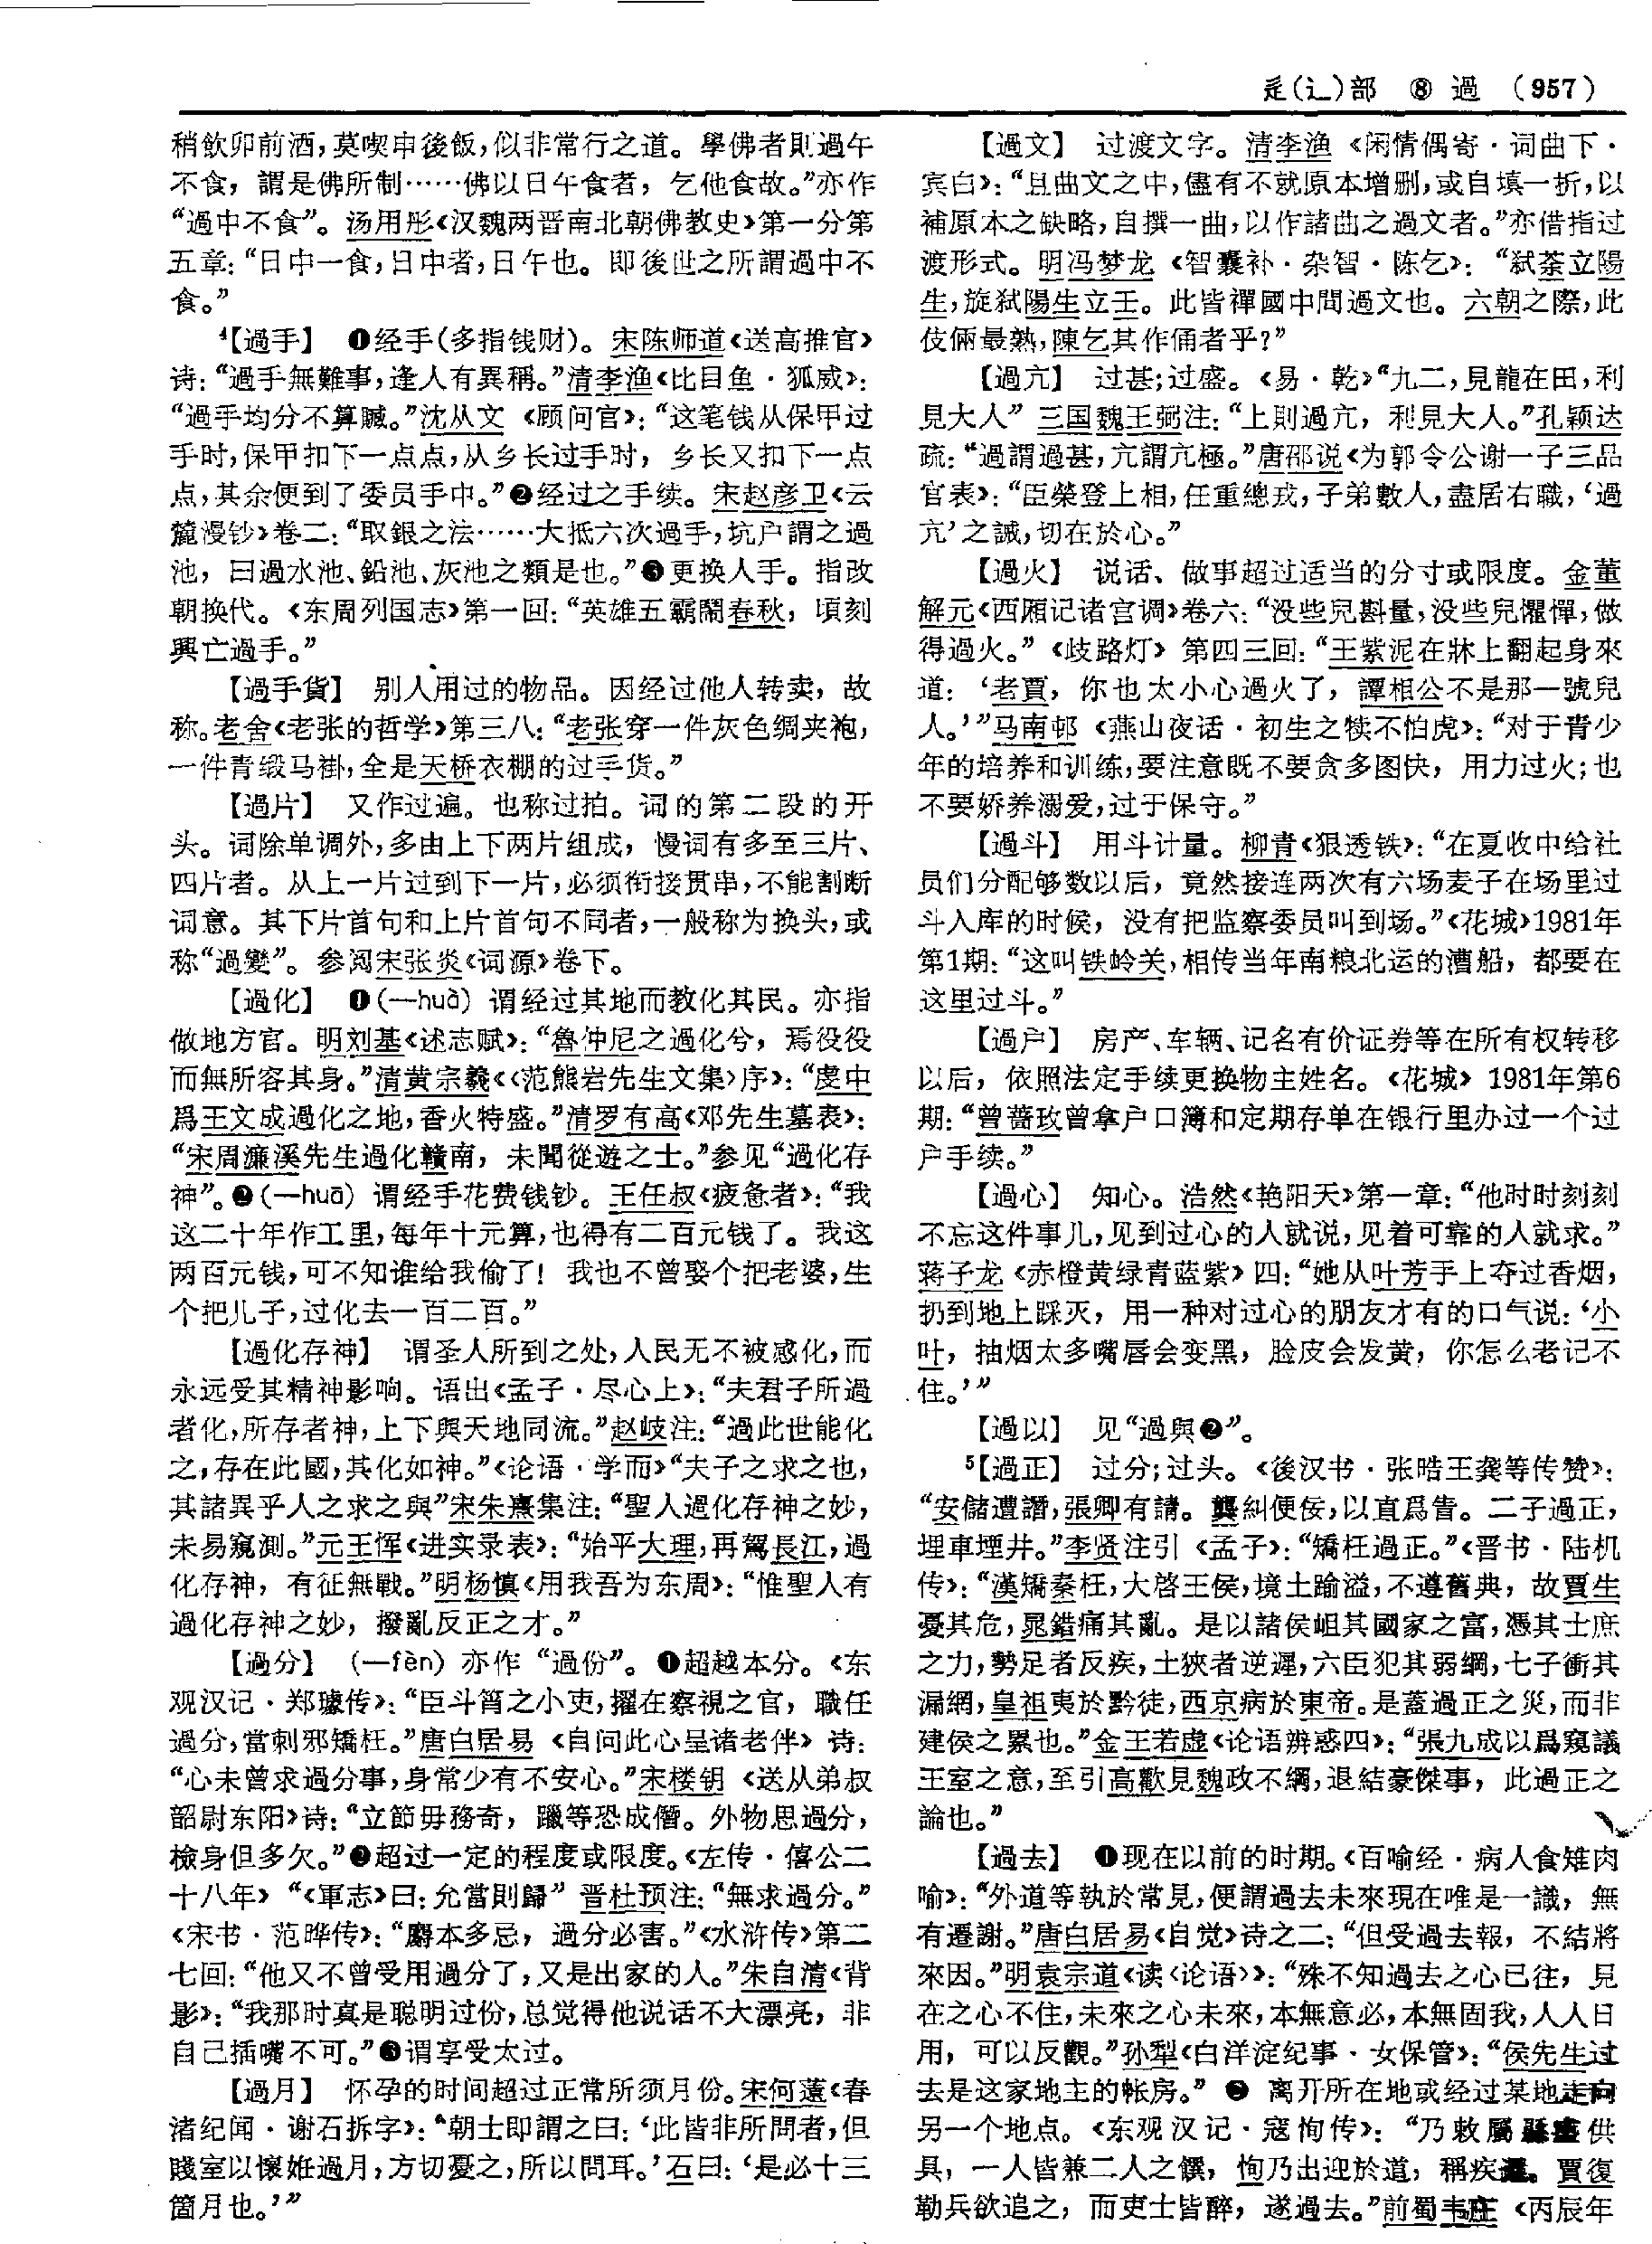 辵(辶)部 ⑧ 過 (957)
稍飲卯前酒,莫喫申後飯,似非常行之道。學佛者則過午
不食，謂是佛所制……佛以日午食者，乞他食故。”亦作
“過中不食”。汤用彤《汉魏两晋南北朝佛教史》第一分第
五章:“日中一食,日中者,日午也。即後世之所謂過中不
食。”
⁴【過手】 ❶经手(多指钱财)。宋陈师道《送高推官》
诗:“過手無難事,逢人有異稱。”清李渔《比目鱼·狐威》:
“過手均分不算贓。”沈从文《顾问官》:“这笔钱从保甲过
手时,保甲扣下一点点,从乡长过手时，乡长又扣下一点
点,其余便到了委员手中。”❷经过之手续。宋赵彦卫《云
麓漫钞》卷二:“取銀之法……大抵六次過手,坑户謂之過
池，曰過水池、鉛池、灰池之類是也。”❸更换人手。指改
朝换代。《东周列国志》第一回:“英雄五霸鬧春秋，頃刻
興亡過手。”
【過手貨】 别人用过的物品。因经过他人转卖，故
称。老舍《老张的哲学》第三八:“老张穿一件灰色绸夹袍,
一件青缎马褂,全是天桥衣棚的过手货。”
【過片】 又作过遍。也称过拍。词的第二段的开
头。词除单调外,多由上下两片组成，慢词有多至三片、
四片者。从上一片过到下一片,必须衔接贯串,不能割断
词意。其下片首句和上片首句不同者,一般称为换头,或
称“過變”。参阅宋张炎《词源》卷下。
【過化】 ❶(—huà) 谓经过其地而教化其民。亦指
做地方官。明刘基《述志赋》:“魯仲尼之過化兮，焉役役
而無所容其身。”清黄宗羲《〈范熊岩先生文集〉序》:“虔中
爲王文成過化之地,香火特盛。”清罗有高《邓先生墓表》:
“宋周濂溪先生過化贛南，未聞從遊之士。”参见“過化存
神”。❷(—huā) 谓经手花费钱钞。王任叔《疲惫者》:“我
这二十年作工里,每年十元算,也得有二百元钱了。我这
两百元钱,可不知谁给我偷了! 我也不曾娶个把老婆,生
个把儿子,过化去一百二百。”
【過化存神】 谓圣人所到之处,人民无不被感化,而
永远受其精神影响。语出《孟子·尽心上》:“夫君子所過
者化,所存者神,上下與天地同流。”赵岐注:“過此世能化
之,存在此國,其化如神。”《论语·学而》“夫子之求之也,
其諸異乎人之求之與”宋朱熹集注:“聖人過化存神之妙,
未易窺測。”元王恽《进实录表》:“始平大理,再駕長江,過
化存神，有征無戰。”明杨慎《用我吾为东周》:“惟聖人有
過化存神之妙，撥亂反正之才。”
【過分】 (—fèn) 亦作“過份”。❶超越本分。《东
观汉记·郑璩传》:“臣斗筲之小吏,擢在察視之官，職任
過分,當刺邪矯枉。”唐白居易《自问此心呈诸老伴》诗:
“心未曾求過分事,身常少有不安心。”宋楼钥《送从弟叔
韶尉东阳》诗:“立節毋務奇，躐等恐成僭。外物思過分,
檢身但多欠。”❷超过一定的程度或限度。《左传·僖公二
十八年》“《軍志》曰:允當則歸”晋杜预注:“無求過分。”
《宋书·范晔传》:“麝本多忌，過分必害。”《水浒传》第二
七回:“他又不曾受用過分了,又是出家的人。”朱自清《背
影》:“我那时真是聪明过份,总觉得他说话不大漂亮，非
自己插嘴不可。”❸谓享受太过。
【過月】 怀孕的时间超过正常所须月份。宋何薳《春
渚纪闻·谢石拆字》:“朝士即謂之曰:‘此皆非所問者,但
賤室以懷姙過月,方切憂之,所以問耳。’石曰:‘是必十三
箇月也。’”
【過文】 过渡文字。清李渔《闲情偶寄·词曲下·
宾白》:“且曲文之中,儘有不就原本增删,或自填一折,以
補原本之缺略,自撰一曲,以作諸曲之過文者。”亦借指过
渡形式。明冯梦龙《智囊补·杂智·陈乞》:“弑荼立陽
生,旋弑陽生立壬。此皆禪國中間過文也。六朝之際,此
伎倆最熟,陳乞其作俑者乎?”
【過亢】 过甚;过盛。《易·乾》“九二,見龍在田,利
見大人”三国魏王弼注:“上則過亢，利見大人。”孔颖达
疏:“過謂過甚,亢謂亢極。”唐邵说《为郭令公谢一子三品
官表》:“臣榮登上相,任重總戎,子弟數人,盡居右職,‘過
亢’之誡,切在於心。”
【過火】 说话、做事超过适当的分寸或限度。金董
解元《西厢记诸宫调》卷六:“没些兒斟量,没些兒懼憚,做
得過火。”《歧路灯》第四三回:“王紫泥在牀上翻起身來
道:‘老賈，你也太小心過火了，譚相公不是那一號兒
人。’”马南邨《燕山夜话·初生之犊不怕虎》:“对于青少
年的培养和训练,要注意既不要贪多图快，用力过火;也
不要娇养溺爱,过于保守。”
【過斗】 用斗计量。柳青《狠透铁》:“在夏收中给社
员们分配够数以后，竟然接连两次有六场麦子在场里过
斗入库的时候，没有把监察委员叫到场。”《花城》1981年
第1期:“这叫铁岭关,相传当年南粮北运的漕船，都要在
这里过斗。”
【過户】 房产、车辆、记名有价证券等在所有权转移
以后，依照法定手续更换物主姓名。《花城》1981年第6
期:“曾蔷玫曾拿户口簿和定期存单在银行里办过一个过
户手续。”
【過心】 知心。浩然《艳阳天》第一章:“他时时刻刻
不忘这件事儿,见到过心的人就说,见着可靠的人就求。”
蒋子龙《赤橙黄绿青蓝紫》四:“她从叶芳手上夺过香烟,
扔到地上踩灭，用一种对过心的朋友才有的口气说:‘小
叶，抽烟太多嘴唇会变黑，脸皮会发黄，你怎么老记不
住。’”
【過以】 见“過與❷”。
⁵【過正】 过分;过头。《後汉书·张晧王龚等传赞》:
“安儲遭譖,張卿有請。龔糾便佞,以直爲眚。二子過正,
埋車堙井。”李贤注引《孟子》:“矯枉過正。”《晋书·陆机
传》:“漢矯秦枉,大啓王侯,境土踰溢,不遵舊典，故賈生
憂其危,晁錯痛其亂。是以諸侯岨其國家之富,憑其士庶
之力,勢足者反疾,土狹者逆遲,六臣犯其弱綱,七子衝其
漏網,皇祖夷於黔徒,西京病於東帝。是蓋過正之災,而非
建侯之累也。”金王若虚《论语辨惑四》:“張九成以爲窺議
王室之意,至引高歡見魏政不綱,退結豪傑事，此過正之
論也。”
【過去】 ❶现在以前的时期。《百喻经·病人食雉肉
喻》:“外道等執於常見,便謂過去未來現在唯是一識，無
有遷謝。”唐白居易《自觉》诗之二:“但受過去報，不結將
來因。”明袁宗道《读〈论语〉》:“殊不知過去之心已往，見
在之心不住,未來之心未來,本無意必,本無固我,人人日
用，可以反觀。”孙犁《白洋淀纪事·女保管》:“侯先生过
去是这家地主的帐房。”❷ 离开所在地或经过某地走向
另一个地点。《东观汉记·寇恂传》:“乃敕屬縣盛供
具，一人皆兼二人之饌，恂乃出迎於道，稱疾還。賈復
勒兵欲追之，而吏士皆醉，遂過去。”前蜀韦庄《丙辰年